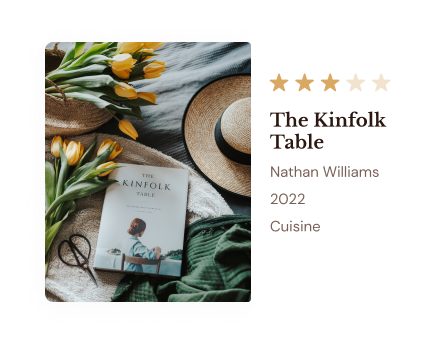 THE
KINFOLK
TABLE
The Kinfolk
Table
Nathan Williams
2022
Cuisine